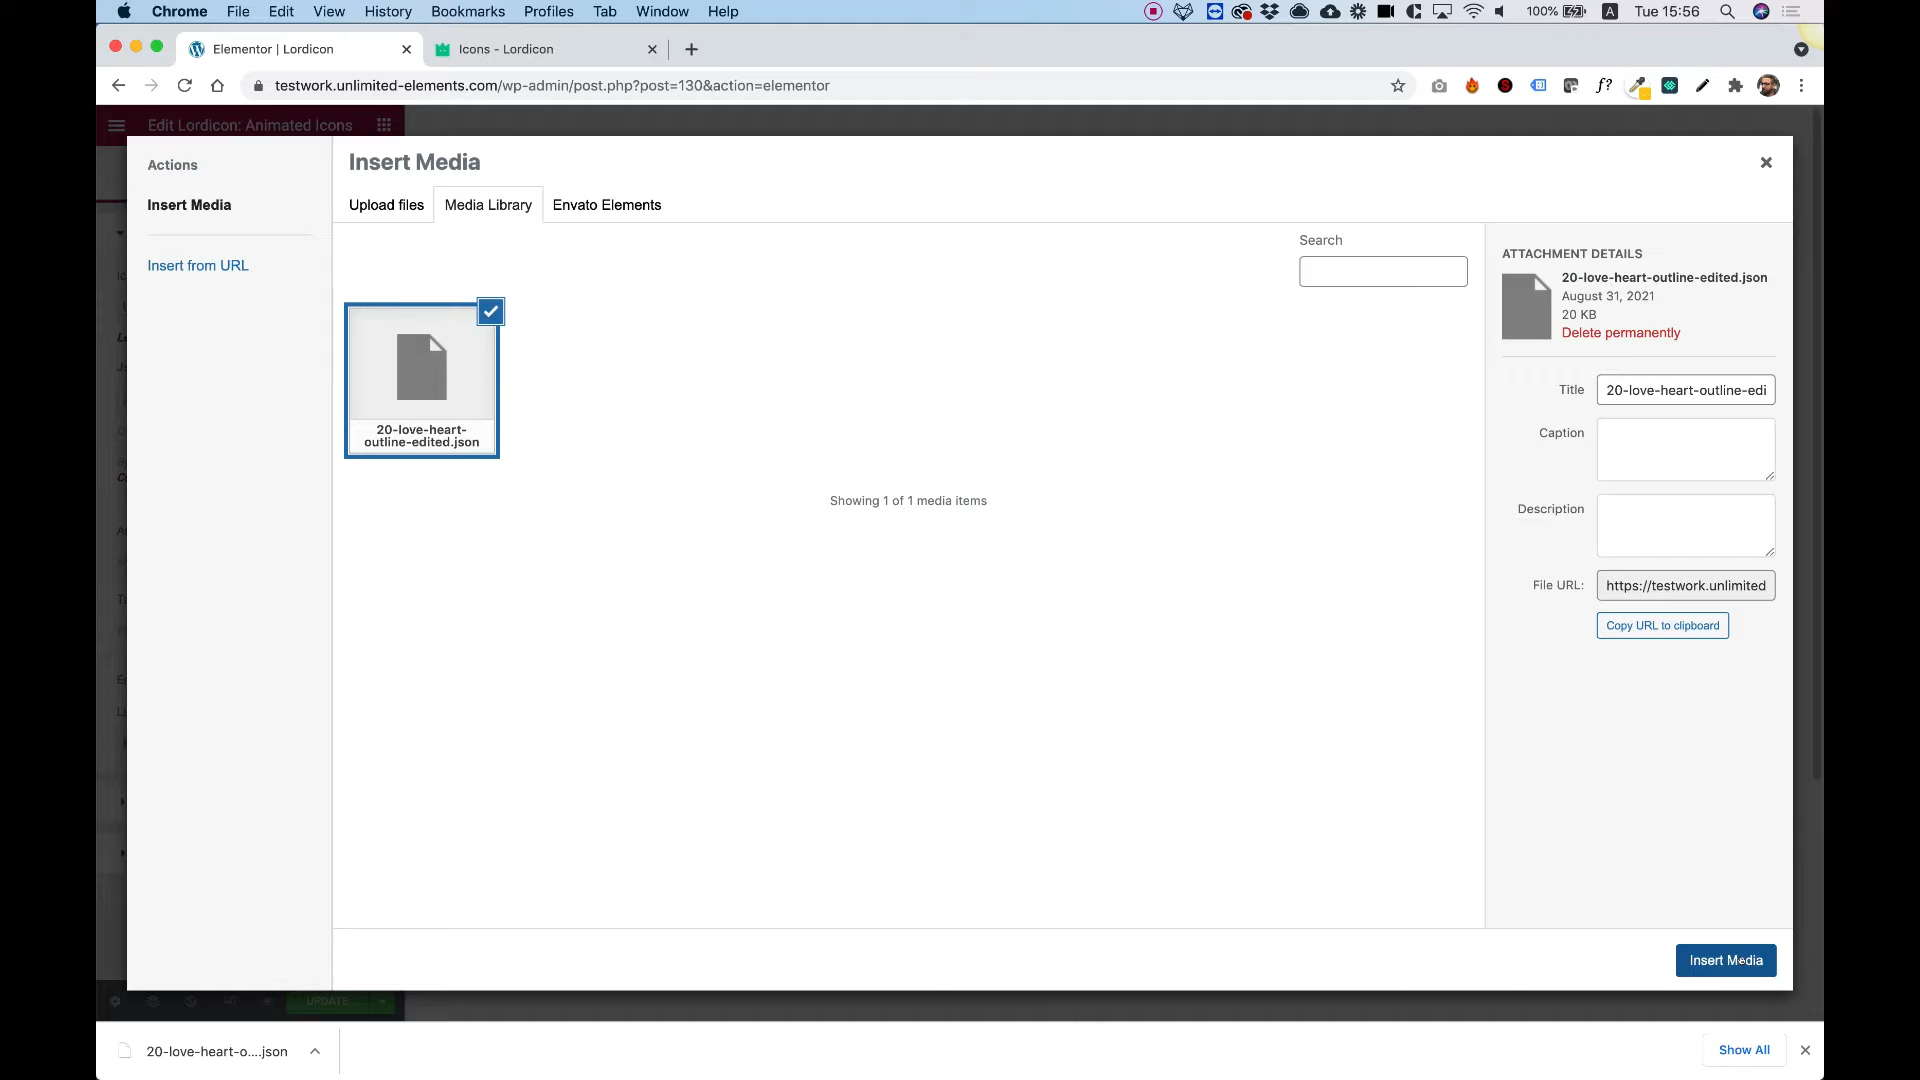 Chrome File Edit View History Bookmarks Profiles Tab Window Help
100% A Tue 15:56
Elementor | Lordicon
Icons - Lordicon
testwork.unlimited-elements.com/wp-admin/post.php?post=130&action=elementor
f?
Edit Lordicon: Animated Icons
Actions
Insert Media
Insert from URL
Insert Media
Upload files
Media Library
Envato Elements
Search
20-love-heart-
outline-edited.json
Showing 1 of 1 media items
ATTACHMENT DETAILS
20-love-heart-outline-edited.json
August 31, 2021
20 KB
Delete permanently
Title
20-love-heart-outline-edi
Caption
Description
File URL:
https://testwork.unlimited
Copy URL to clipboard
Insert Media
UPDATE
20-love-heart-o....json
Show All